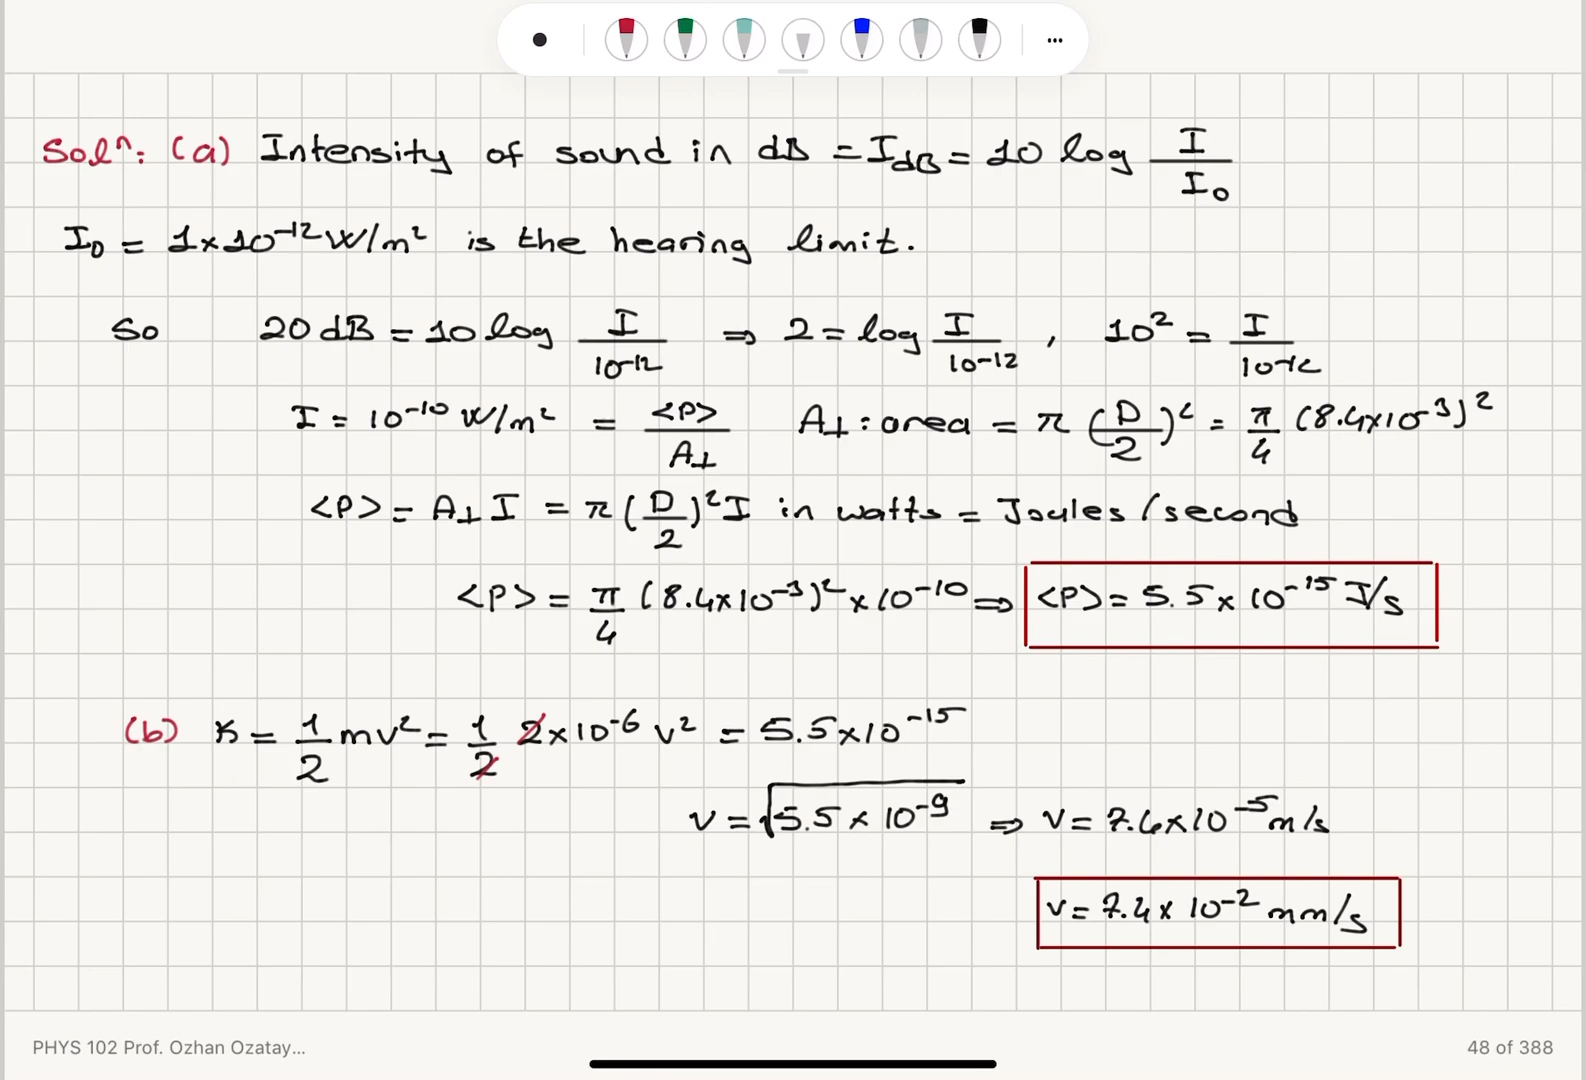 Solⁿ: (a) Intensity of sound in dB = I_dB = 10 log I/I₀
I₀ = 1×10⁻¹² W/m² is the hearing limit.
So 20 dB = 10 log I/10⁻¹² ⇒ 2 = log I/10⁻¹² , 10² = I/10⁻¹²
I = 10⁻¹⁰ W/m² = <P>/A⊥ A⊥ : area = π (D/2)² = π/4 (8.4×10⁻³)²
<P> = A⊥ I = π (D/2)² I in watts = Joules/second
<P> = π/4 (8.4×10⁻³)² × 10⁻¹⁰ ⇒ <P> = 5.5 × 10⁻¹⁵ J/s
(b) K = 1/2 mv² = 1/2 2×10⁻⁶ v² = 5.5×10⁻¹⁵
v = √5.5 × 10⁻⁹ ⇒ v = 7.4×10⁻⁵ m/s
v = 7.4 × 10⁻² mm/s
PHYS 102 Prof. Ozhan Ozatay... 48 of 388